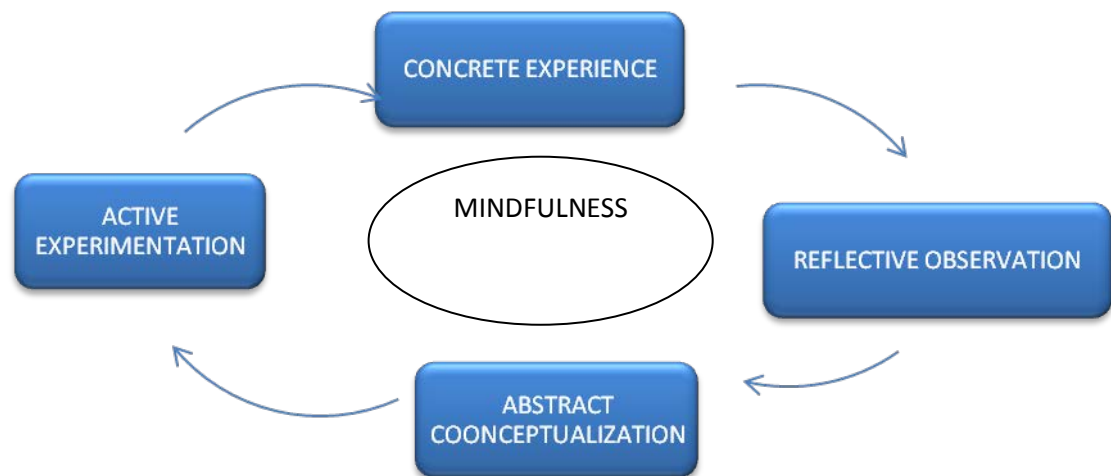 CONCRETE EXPERIENCE
MINDFULNESS
ACTIVE
EXPERIMENTATION
REFLECTIVE OBSERVATION
ABSTRACT
COONCEPTUALIZATION